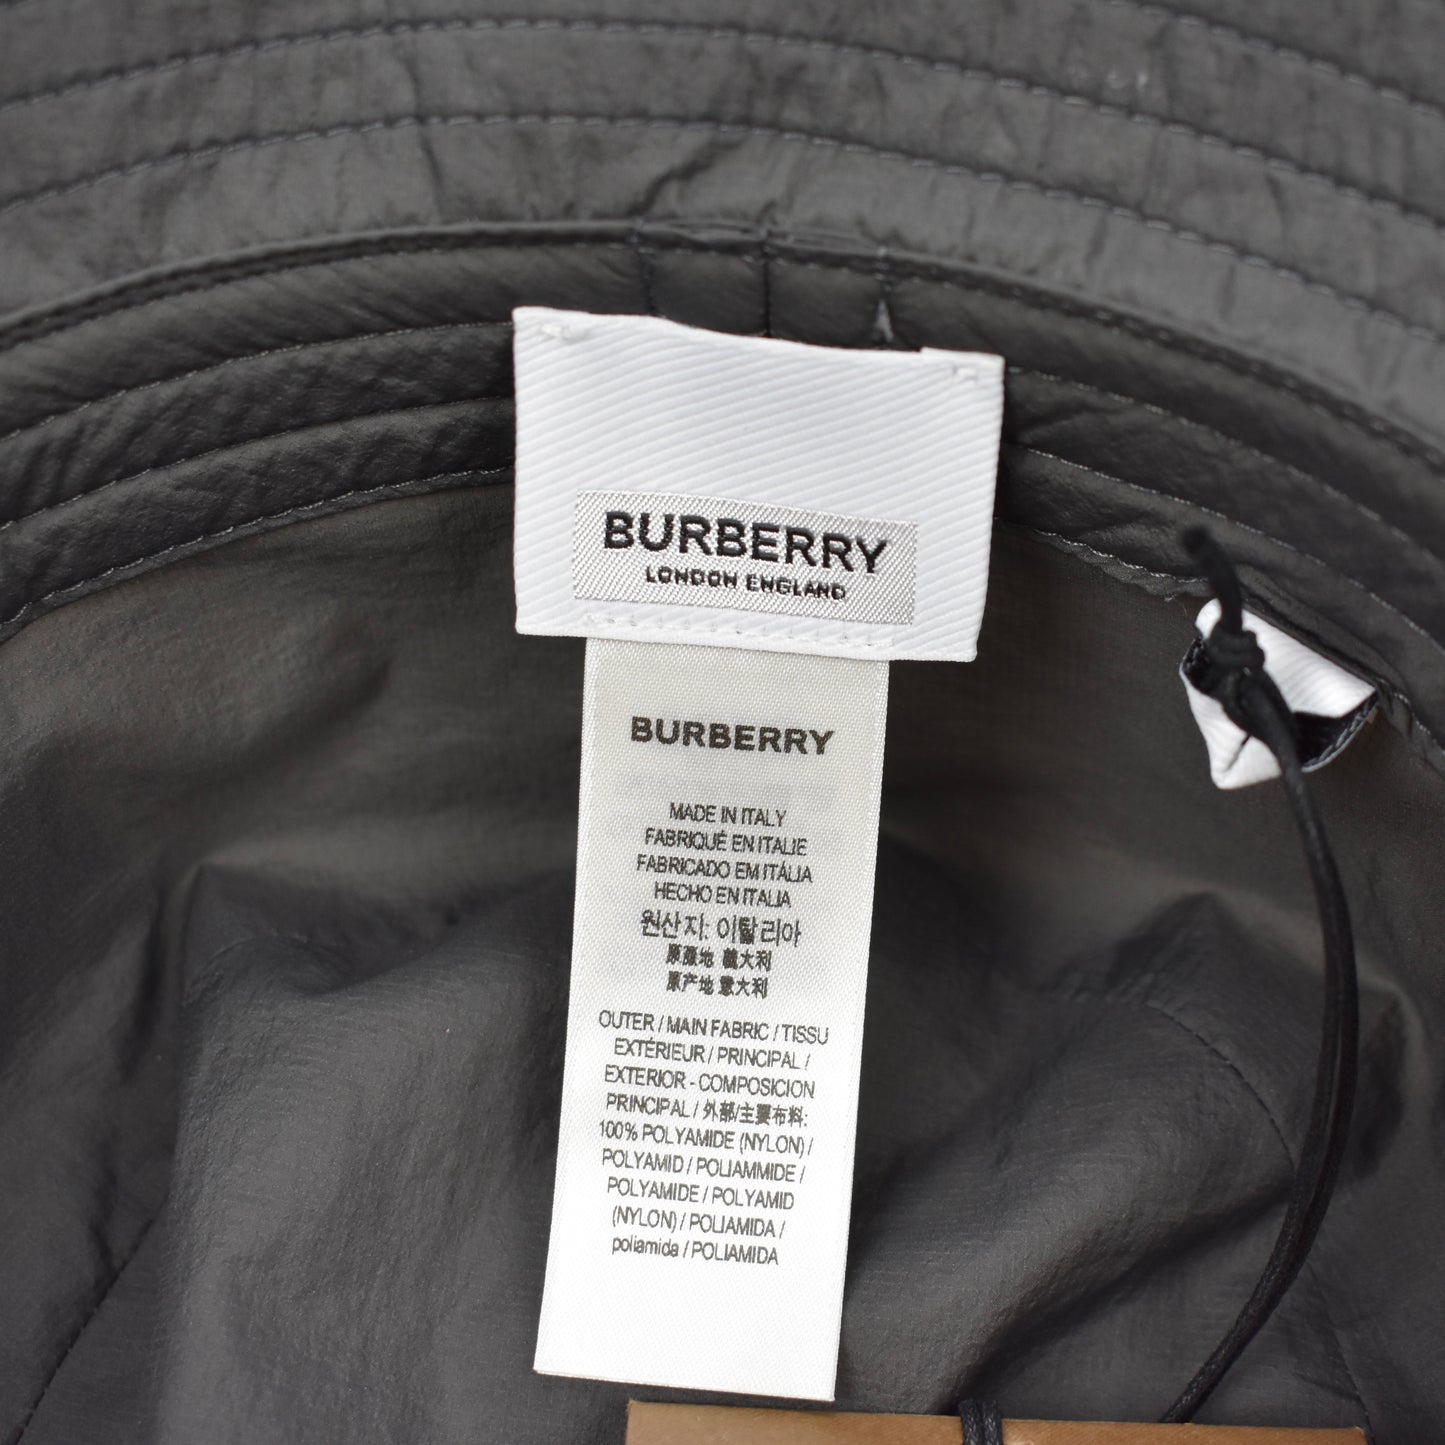 BURBERRY
LONDON ENGLAND
BURBERRY
MADE IN ITALY
FABRIQUÉ EN ITALIE
FABRICADO EM ITÁLIA
HECHO EN ITALIA
원산지: 이탈리아
原產地 義大利
原产地 意大利
OUTER / MAIN FABRIC / TISSU
EXTÉRIEUR / PRINCIPAL /
EXTERIOR - COMPOSICION
PRINCIPAL / 外部/主要布料:
100% POLYAMIDE (NYLON) /
POLYAMID / POLIAMMIDE /
POLYAMIDE / POLYAMID
(NYLON) / POLIAMIDA /
poliamida / POLIAMIDA